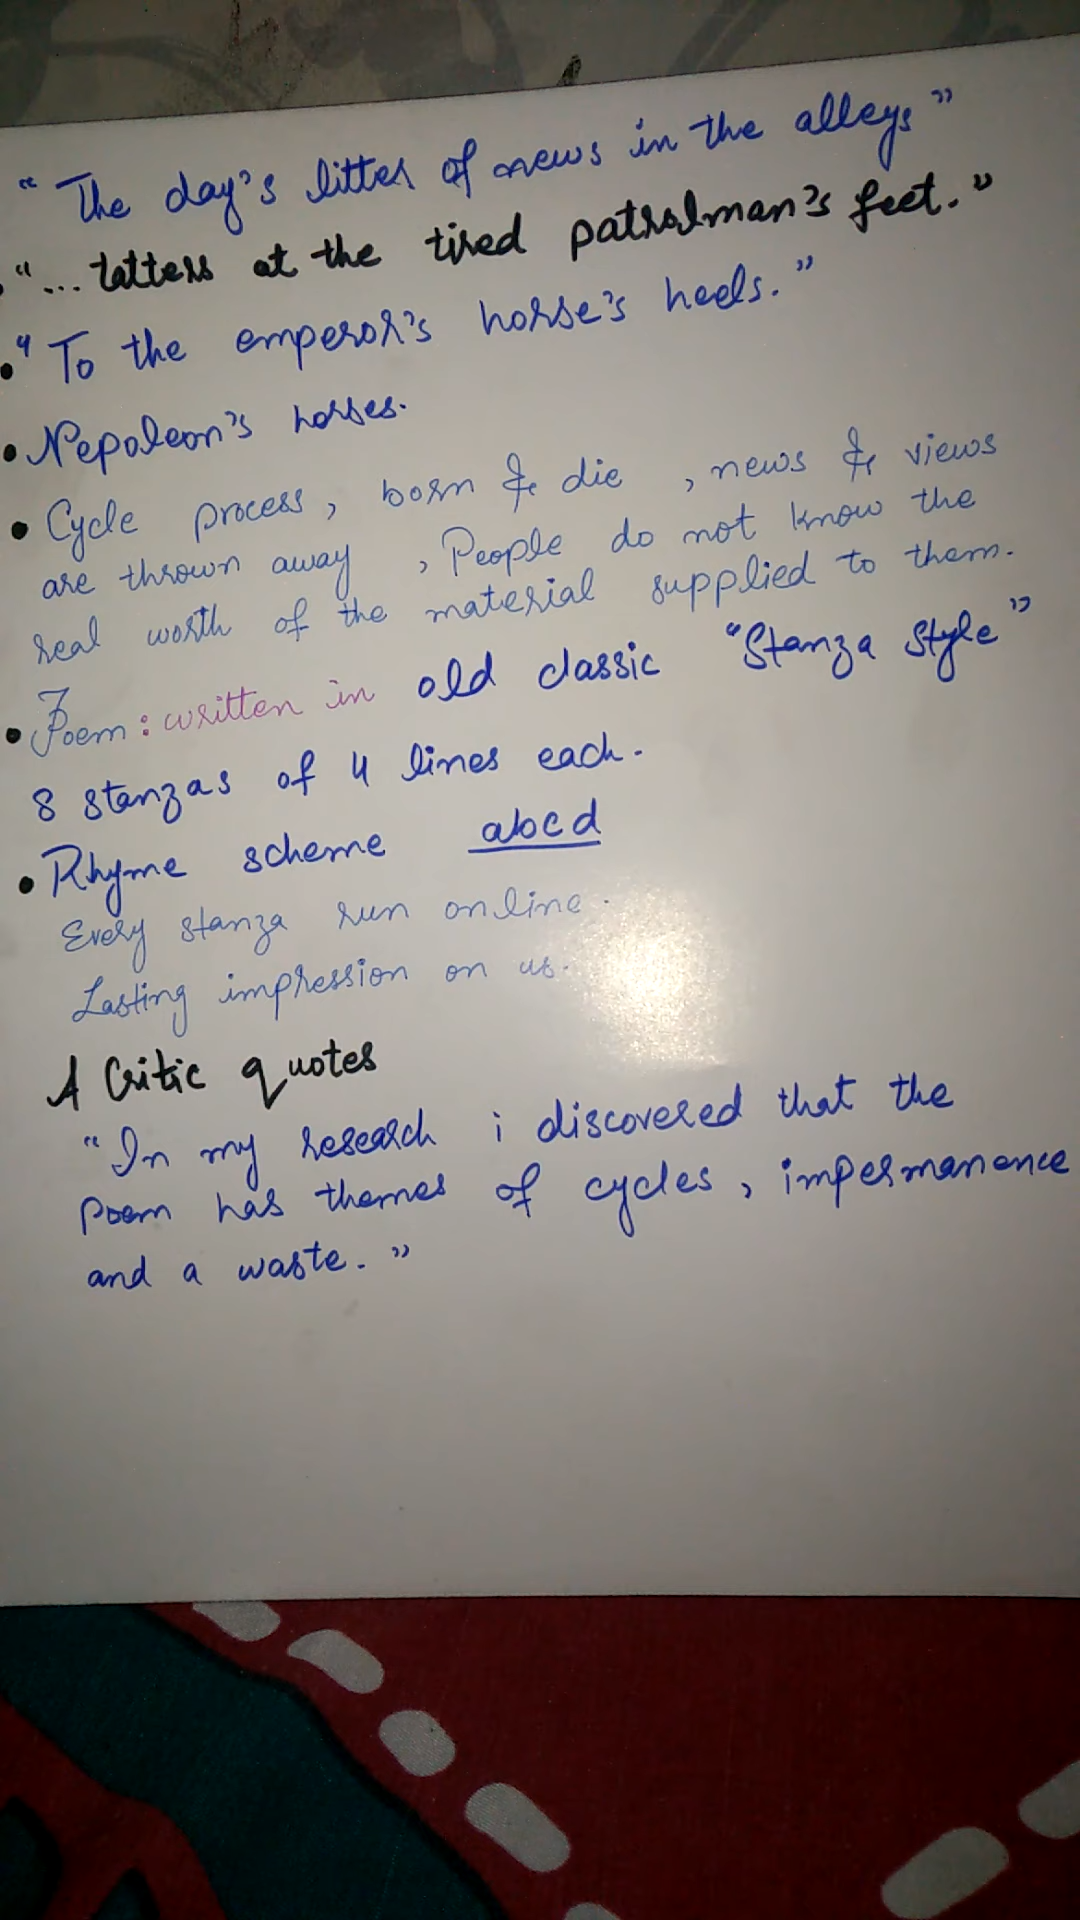 "The day's litter of news in the alleys"
"... tatters at the tired patrolman's feet."
• "To the emperor's horse's heels."
• Nepoleon's horses.
• Cycle process, born & die, news & views
are thrown away, People do not know the
real worth of the material supplied to them.
• Poem: written in old classic "Stanza Style"
8 stanzas of 4 lines each.
• Rhyme scheme abcd
Every stanza run on line.
Lasting impression on us.
A Critic quotes
"In my research i discovered that the
Poem has themes of cycles, impermanence
and a waste."